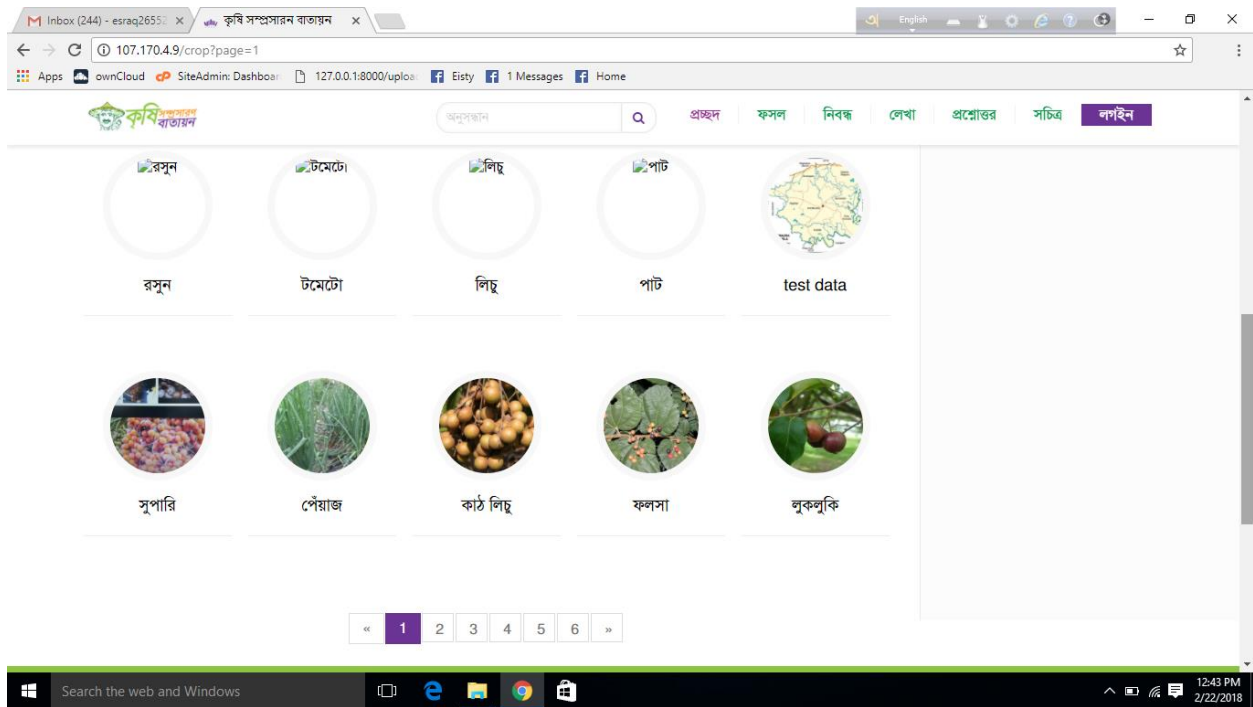 Inbox (244) - esraq2655
কৃষি সম্প্রসারন বাতায়ন
English
107.170.4.9/crop?page=1
Apps ownCloud SiteAdmin: Dashboar 127.0.0.1:8000/uploa Eisty 1 Messages Home
কৃষি সম্প্রসারণ বাতায়ন
অনুসন্ধান
প্রচ্ছদ ফসল নিবন্ধ লেখা প্রশ্নোত্তর সচিত্র লগইন
রসুন টমেটো লিচু পাট
রসুন টমেটো লিচু পাট test data
সুপারি পেঁয়াজ কাঠ লিচু ফলসা লুকলুকি
« 1 2 3 4 5 6 »
Search the web and Windows
12:43 PM
2/22/2018